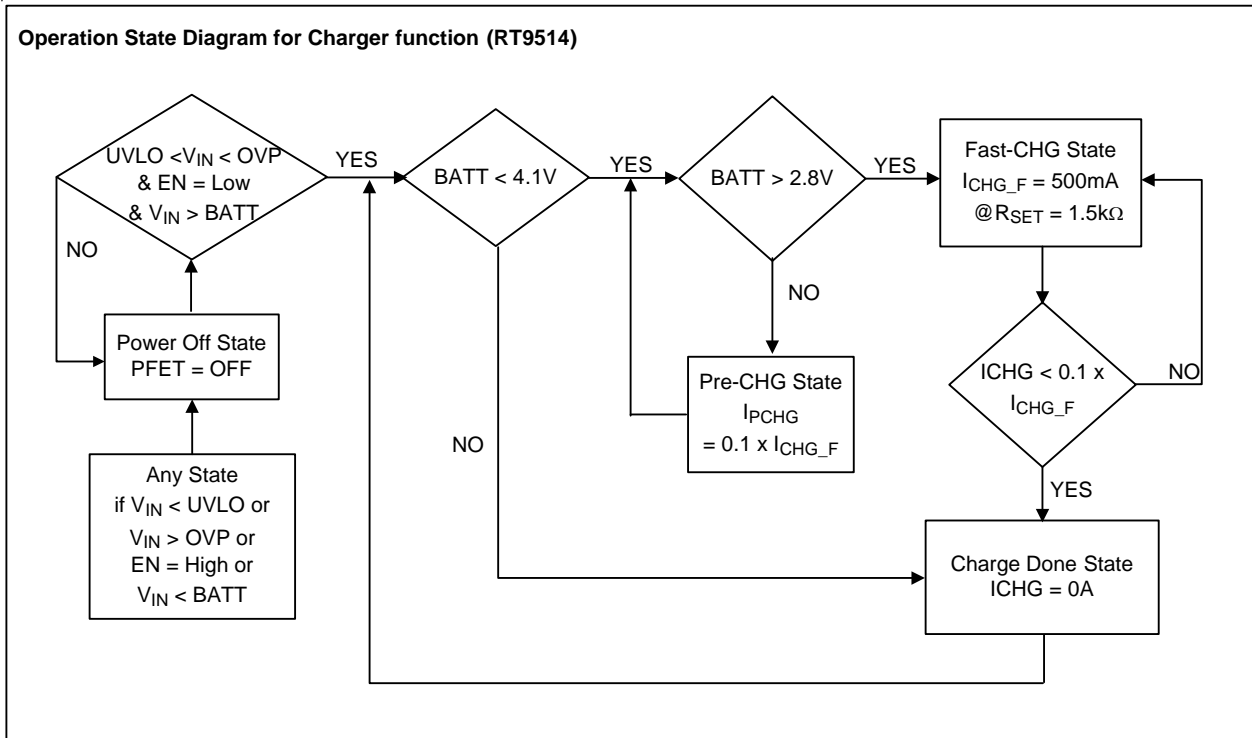 Operation State Diagram for Charger function (RT9514)
UVLO <VIN < OVP
& EN = Low
& VIN > BATT
YES
NO
Power Off State
PFET = OFF
Any State
if VIN < UVLO or
VIN > OVP or
EN = High or
VIN < BATT
BATT < 4.1V
YES
NO
BATT > 2.8V
YES
NO
Pre-CHG State
IPCHG
= 0.1 x ICHG_F
Fast-CHG State
ICHG_F = 500mA
@RSET = 1.5kΩ
ICHG < 0.1 x
ICHG_F
NO
YES
Charge Done State
ICHG = 0A